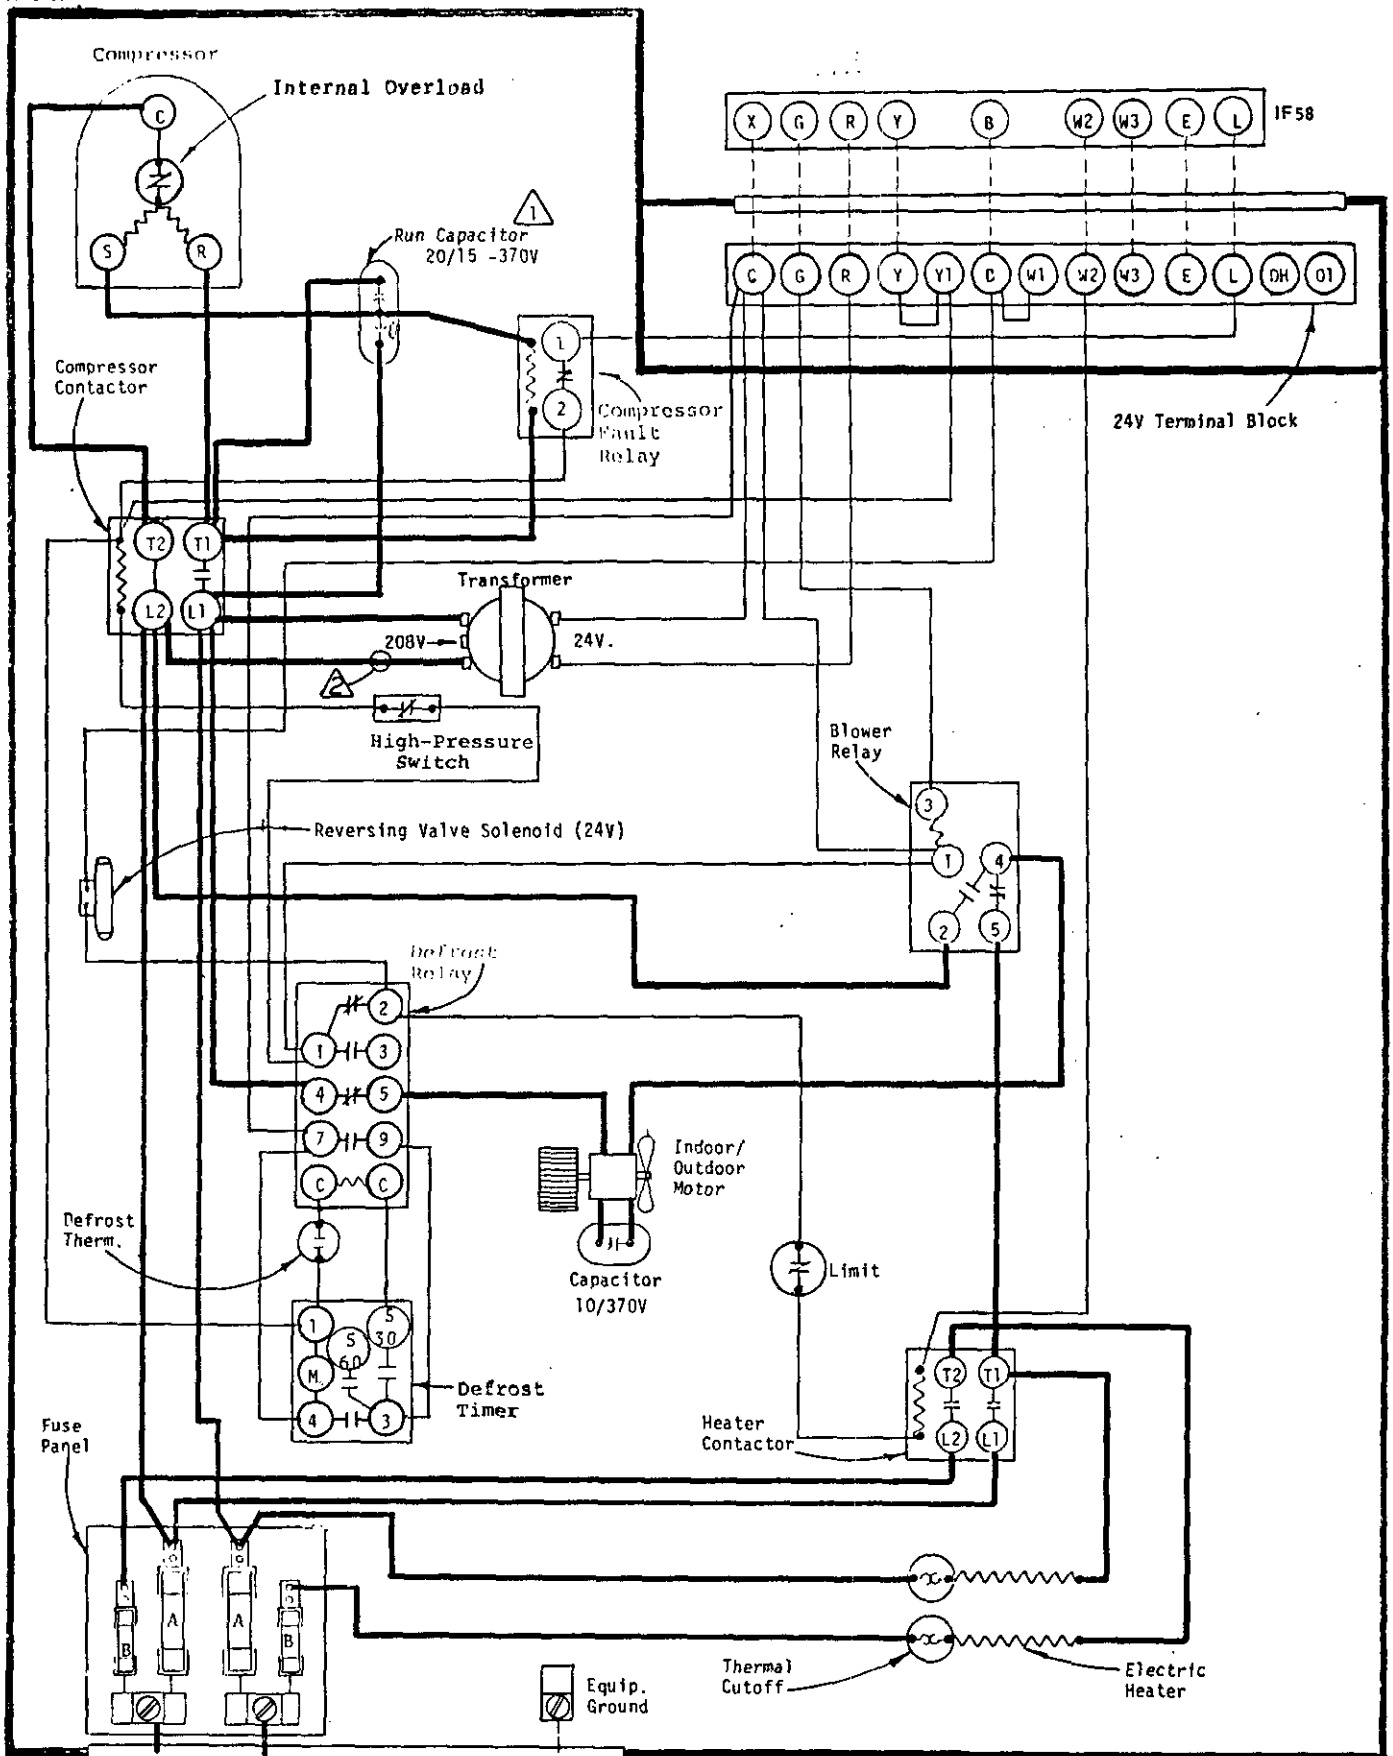 Compressor
Internal Overload
C
S
R
X G R Y B W2 W3 E L
IF58
1
Run Capacitor
20/15 -370V
C G R Y Y1 W1 W2 W3 E L DH O1
24V Terminal Block
1
2
Compressor
Fault
Relay
Compressor
Contactor
T2 T1
L2 L1
Transformer
208V
24V.
2
High-Pressure
Switch
Blower
Relay
3
1 4
2 5
Reversing Valve Solenoid (24V)
Defrost
Relay
2
1 3
4 5
7 9
C C
Indoor/
Outdoor
Motor
Capacitor
10/370V
Defrost
Therm.
Limit
1
S
60
S
30
M
4 3
Defrost
Timer
T2 T1
L2 L1
Heater
Contactor
Fuse
Panel
B A A B
Thermal
Cutoff
Electric
Heater
Equip.
Ground